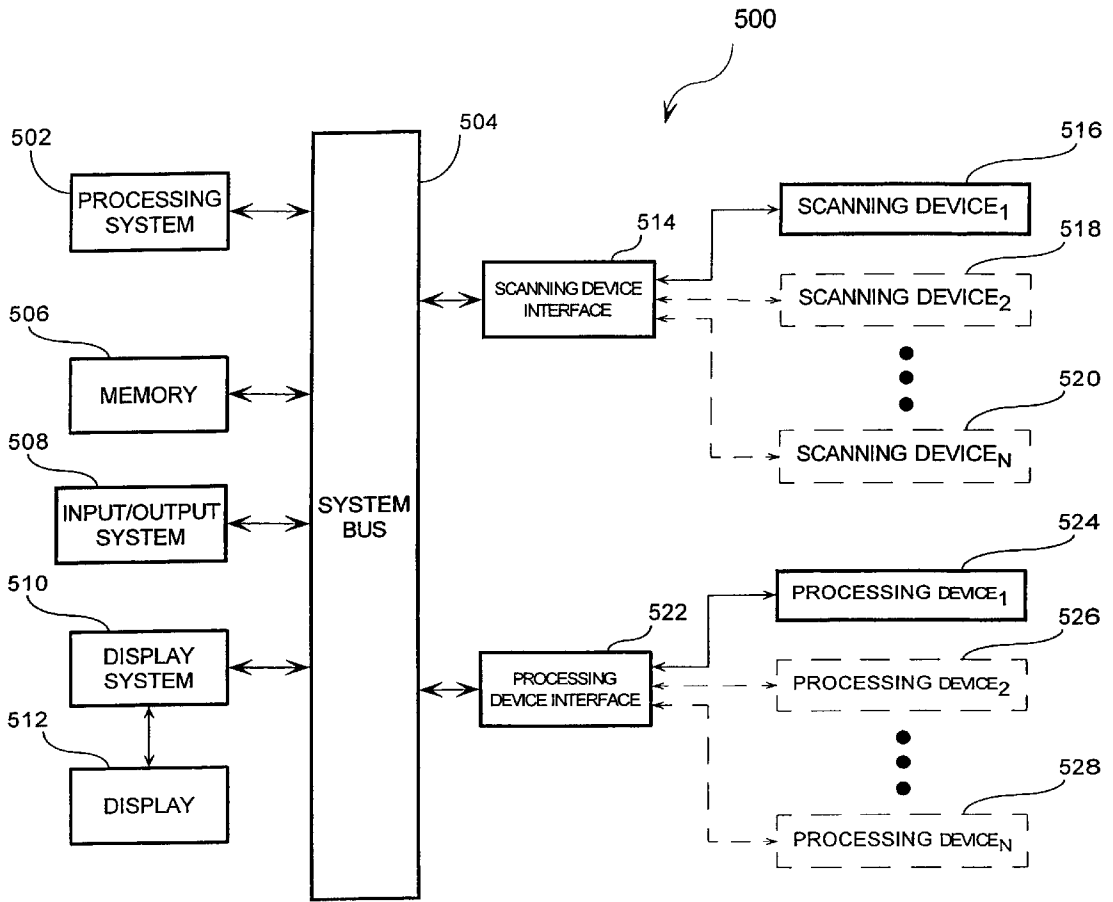 500
502
PROCESSING
SYSTEM
504
516
SCANNING DEVICE1
514
518
SCANNING DEVICE
INTERFACE
SCANNING DEVICE2
506
MEMORY
520
SCANNING DEVICEN
508
INPUT/OUTPUT
SYSTEM
SYSTEM
BUS
524
PROCESSING DEVICE1
510
DISPLAY
SYSTEM
522
526
PROCESSING
DEVICE INTERFACE
PROCESSING DEVICE2
512
DISPLAY
528
PROCESSING DEVICEN